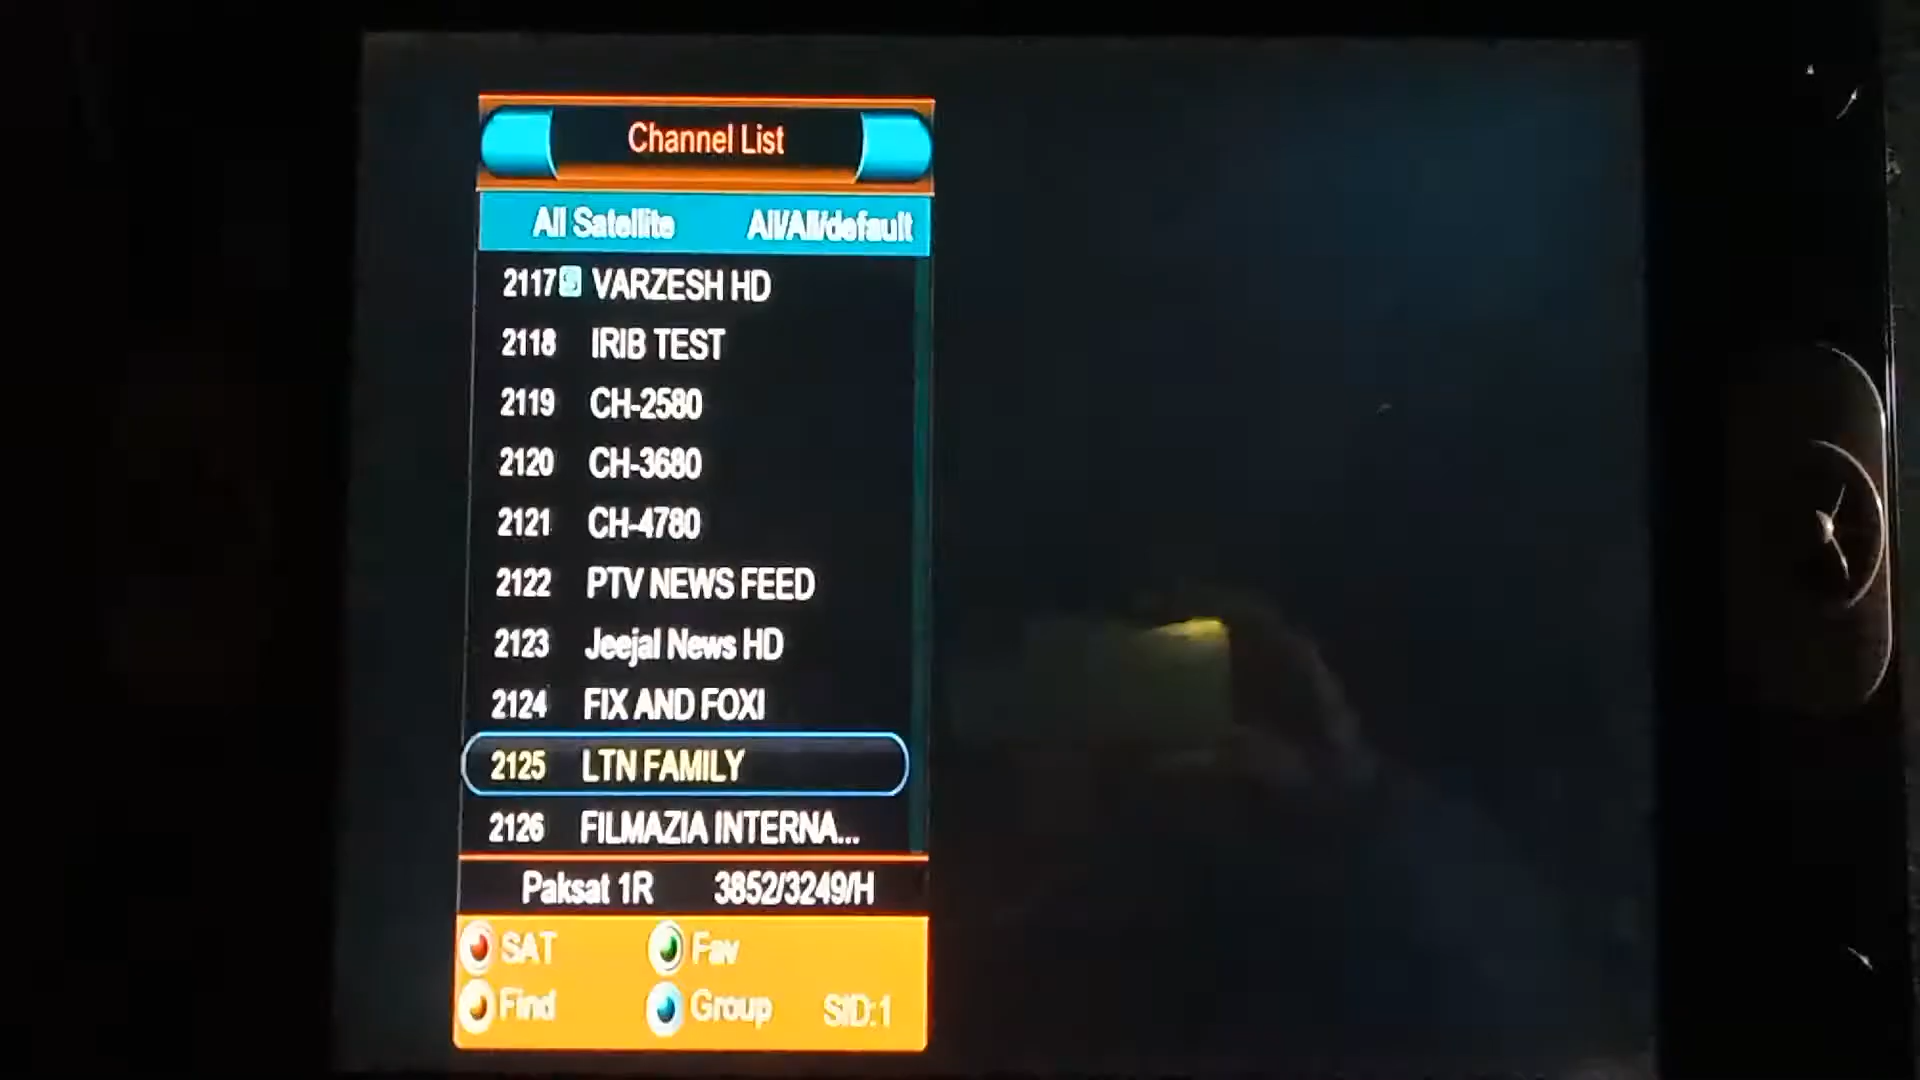 Channel List
All Satellite All/All/default
2117 VARZESH HD
2118 IRIB TEST
2119 CH-2580
2120 CH-3680
2121 CH-4780
2122 PTV NEWS FEED
2123 Jeejal News HD
2124 FIX AND FOXI
2125 LTN FAMILY
2126 FILMAZIA INTERNA...
Paksat 1R 3852/3249/H
SAT Fav
Find Group SID:1